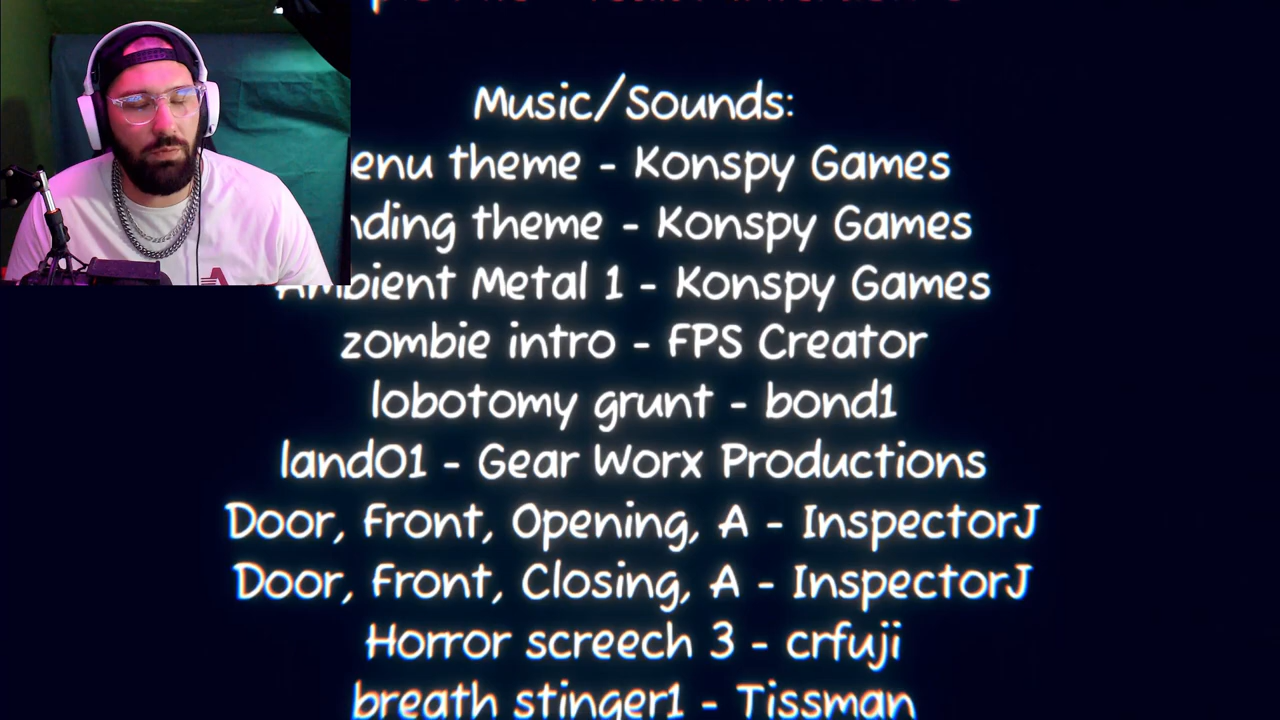 Music/Sounds:
enu theme - Konspy Games
nding theme - Konspy Games
Ambient Metal 1 - Konspy Games
zombie intro - FPS Creator
lobotomy grunt - bond1
land01 - Gear Worx Productions
Door, Front, Opening, A - InspectorJ
Door, Front, Closing, A - InspectorJ
Horror screech 3 - crfuji
breath stinger1 - Tissman